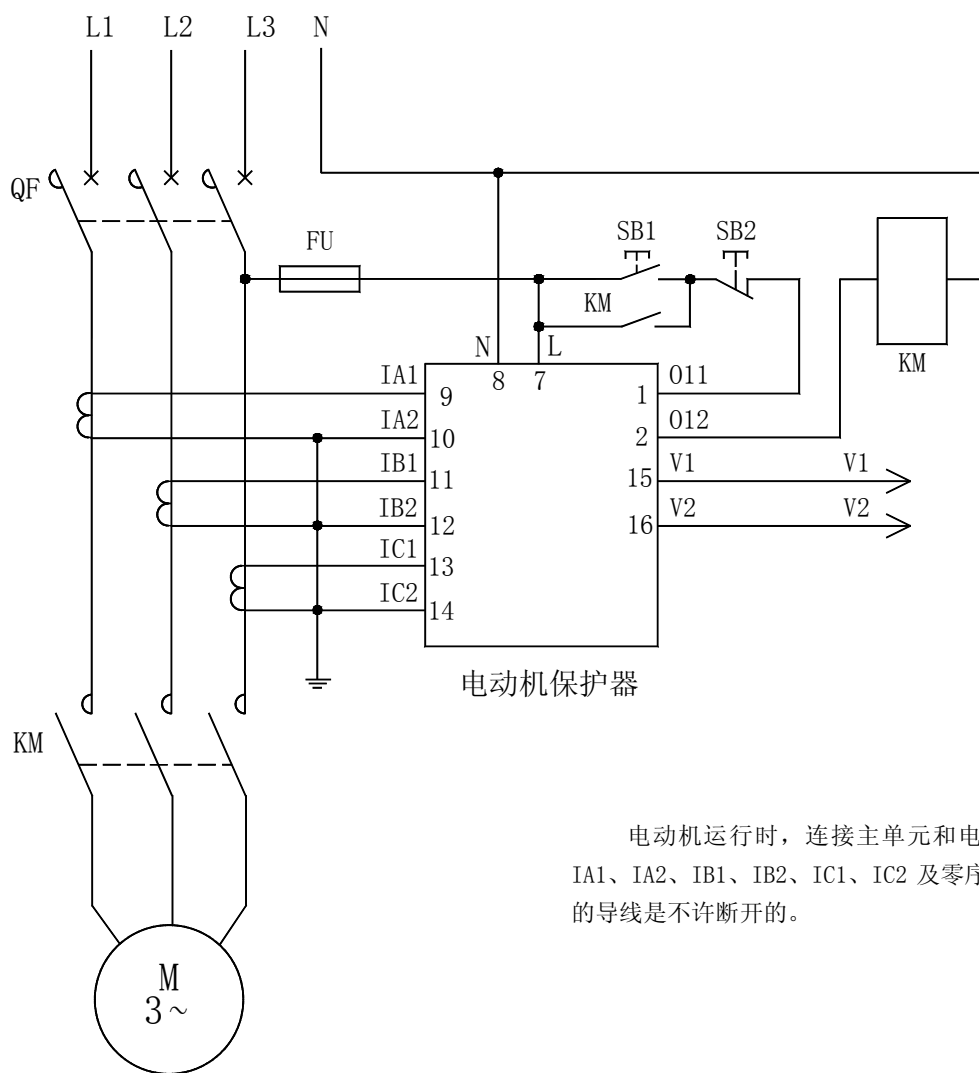 L1 L2 L3 N
QF
FU
SB1 SB2
KM
KM
N L
8 7
IA1 9
IA2 10
IB1 11
IB2 12
IC1 13
IC2 14
1 O11
2 O12
15 V1 V1
16 V2 V2
电动机保护器
KM
电动机运行时，连接主单元和电
IA1、IA2、IB1、IB2、IC1、IC2 及零序
的导线是不许断开的。
M
3~